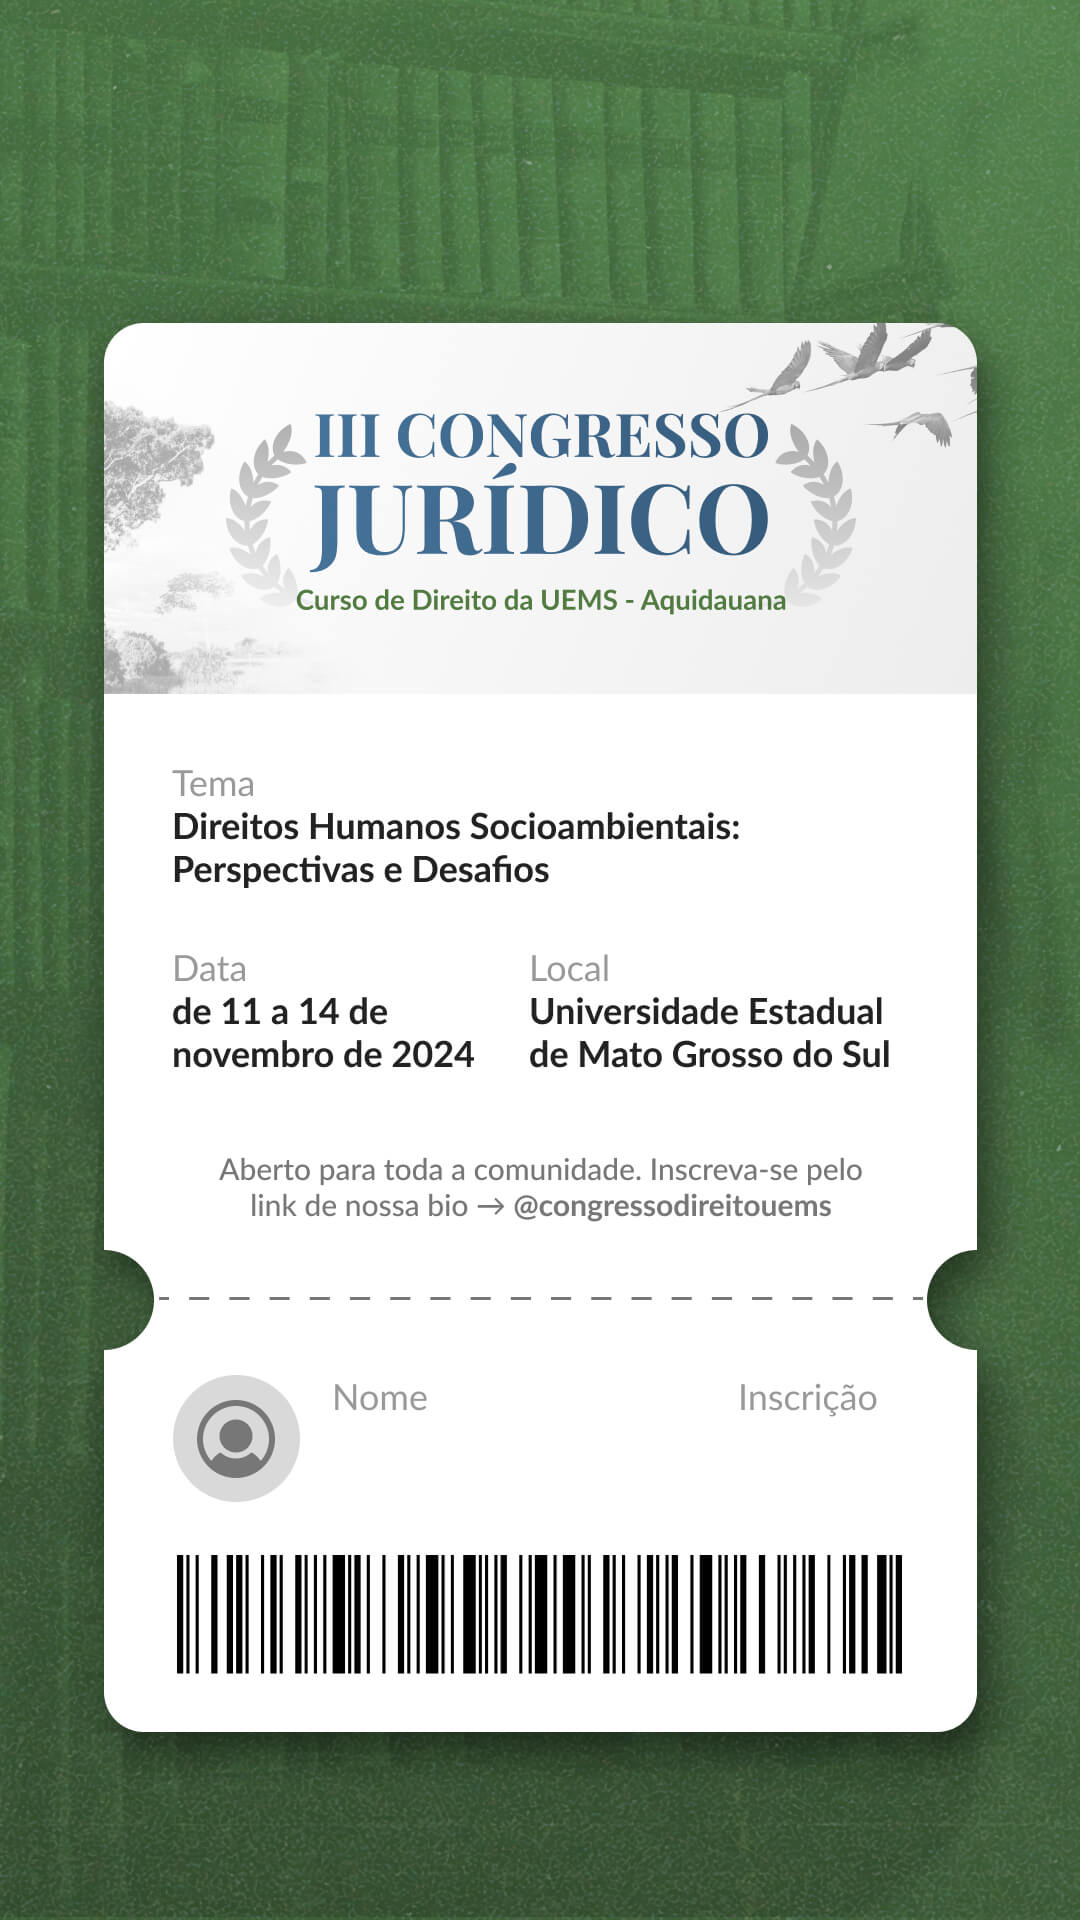 III CONGRESSO
JURÍDICO
Curso de Direito da UEMS - Aquidauana
Tema
Direitos Humanos Socioambientais:
Perspectivas e Desafios
Data
de 11 a 14 de
novembro de 2024
Local
Universidade Estadual
de Mato Grosso do Sul
Aberto para toda a comunidade. Inscreva-se pelo
link de nossa bio → @congressodireitouems
Nome
Inscrição